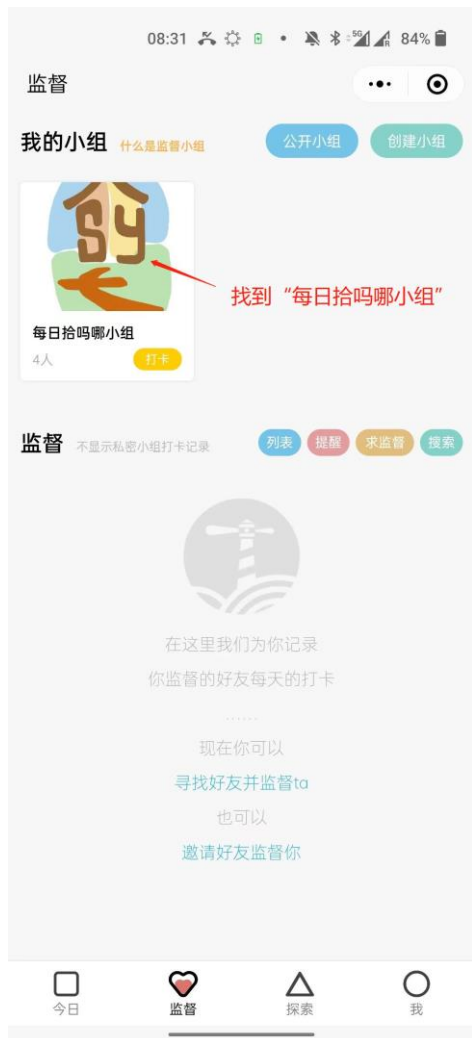 08:31 5G R 84%
监督
我的小组 什么是监督小组 公开小组 创建小组
sy
找到“每日拾吗哪小组”
每日拾吗哪小组
4人 打卡
监督 不显示私密小组打卡记录 列表 提醒 求监督 搜索
在这里我们为你记录
你监督的好友每天的打卡
......
现在你可以
寻找好友并监督ta
也可以
邀请好友监督你
今日 监督 探索 我